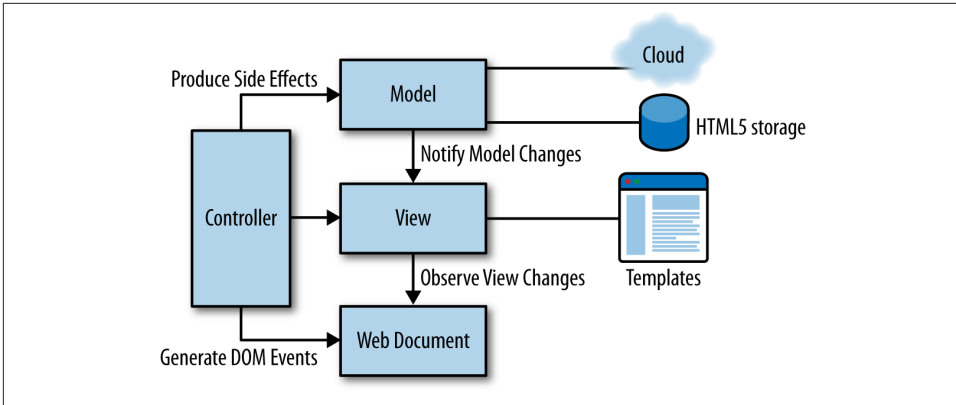 Cloud
Produce Side Effects
Model
HTML5 storage
Notify Model Changes
Controller
View
Observe View Changes
Templates
Web Document
Generate DOM Events